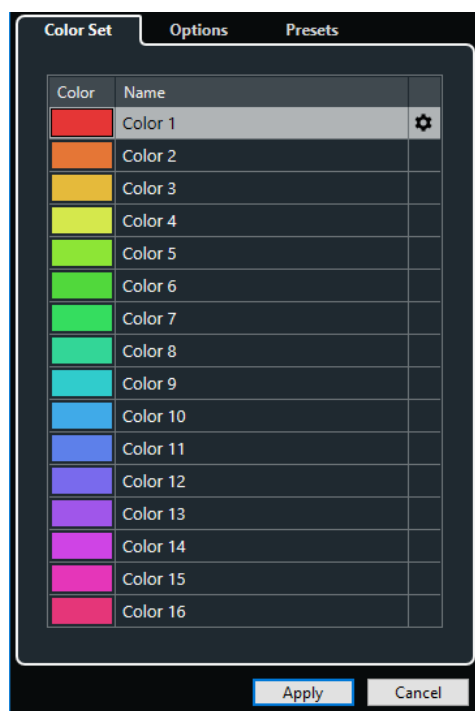 Color Set Options Presets
Color Name
Color 1
Color 2
Color 3
Color 4
Color 5
Color 6
Color 7
Color 8
Color 9
Color 10
Color 11
Color 12
Color 13
Color 14
Color 15
Color 16
Apply Cancel